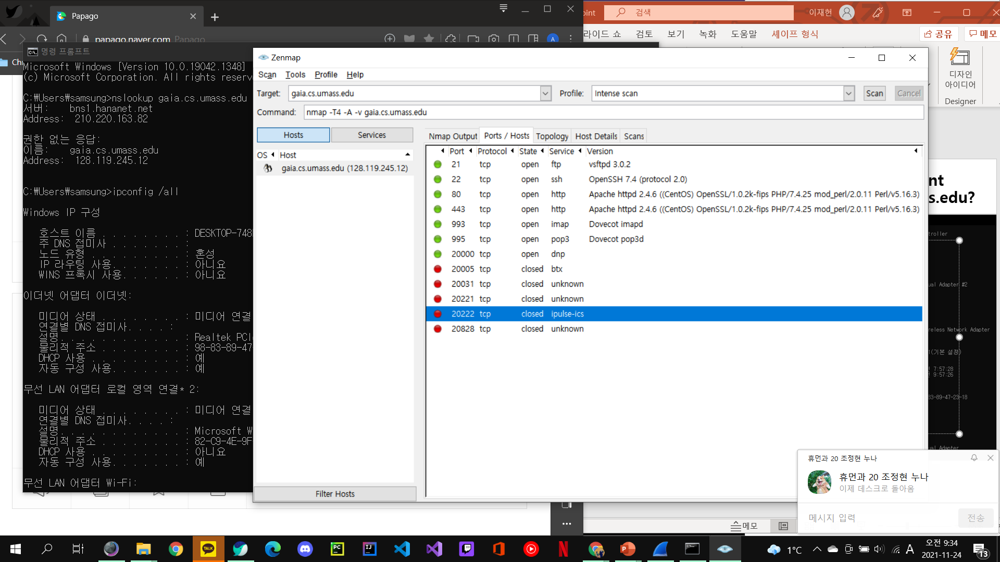 Papago
papago.naver.com Papago
Ch
명령 프롬프트
Microsoft Windows [Version 10.0.19042.1348]
(c) Microsoft Corporation. All rights reserv
C:\Users\samsung>nslookup gaia.cs.umass.edu
서버:    bns1.hananet.net
Address:  210.220.163.82
권한 없는 응답:
이름:    gaia.cs.umass.edu
Address:  128.119.245.12
C:\Users\samsung>ipconfig /all
Windows IP 구성
호스트 이름 . . . . . . . . : DESKTOP-748
주 DNS 접미사 . . . . . . . :
노드 유형 . . . . . . . . . : 혼성
IP 라우팅 사용. . . . . . . : 아니요
WINS 프록시 사용. . . . . . : 아니요
이더넷 어댑터 이더넷:
미디어 상태 . . . . . . . . : 미디어 연결
연결별 DNS 접미사. . . . :
설명. . . . . . . . . . . . : Realtek PCI
물리적 주소 . . . . . . . . : 98-83-89-47
DHCP 사용 . . . . . . . . . : 예
자동 구성 사용. . . . . . . : 예
무선 LAN 어댑터 로컬 영역 연결* 2:
미디어 상태 . . . . . . . . : 미디어 연결
연결별 DNS 접미사. . . . :
설명. . . . . . . . . . . . : Microsoft W
물리적 주소 . . . . . . . . : 82-C9-4E-9F
DHCP 사용 . . . . . . . . . : 아니요
자동 구성 사용. . . . . . . : 예
무선 LAN 어댑터 Wi-Fi:
Zenmap
Scan Tools Profile Help
Target: gaia.cs.umass.edu Profile: Intense scan Scan Cancel
Command: nmap -T4 -A -v gaia.cs.umass.edu
Hosts Services
OS Host
gaia.cs.umass.edu (128.119.245.12)
Filter Hosts
Nmap Output Ports / Hosts Topology Host Details Scans
Port Protocol State Service Version
21 tcp open ftp vsftpd 3.0.2
22 tcp open ssh OpenSSH 7.4 (protocol 2.0)
80 tcp open http Apache httpd 2.4.6 ((CentOS) OpenSSL/1.0.2k-fips PHP/7.4.25 mod_perl/2.0.11 Perl/v5.16.3)
443 tcp open http Apache httpd 2.4.6 ((CentOS) OpenSSL/1.0.2k-fips PHP/7.4.25 mod_perl/2.0.11 Perl/v5.16.3)
993 tcp open imap Dovecot imapd
995 tcp open pop3 Dovecot pop3d
20000 tcp open dnp
20005 tcp closed btx
20031 tcp closed unknown
20221 tcp closed unknown
20222 tcp closed ipulse-ics
20828 tcp closed unknown
oint 검색 이재헌
라이드 쇼 검토 보기 녹화 도움말 셰이프 형식 공유 메모
디자인
아이디어
Designer
nt
s.edu?
troller
ual Adapter #2
reless Network Adapter
1(기본 설정)
7:57:28
9:57:26
83-89-47-23-18
ual Adapter
휴먼과 20 조정현 누나
휴먼과 20 조정현 누나
이제 데스크로 돌아옴
메시지 입력 전송
메모
TALK
PC
IJ
1°C A 오전 9:34
2021-11-24 13